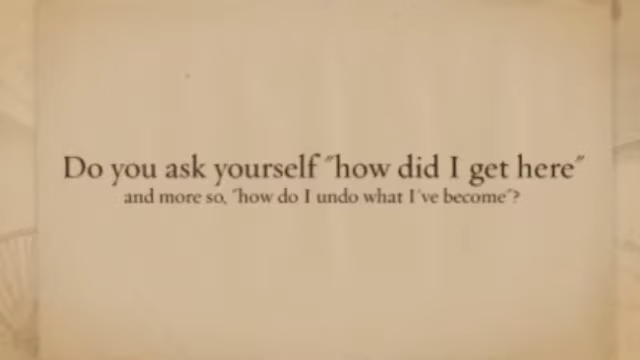 Do you ask yourself "how did I get here"
and more so, "how do I undo what I've become"?